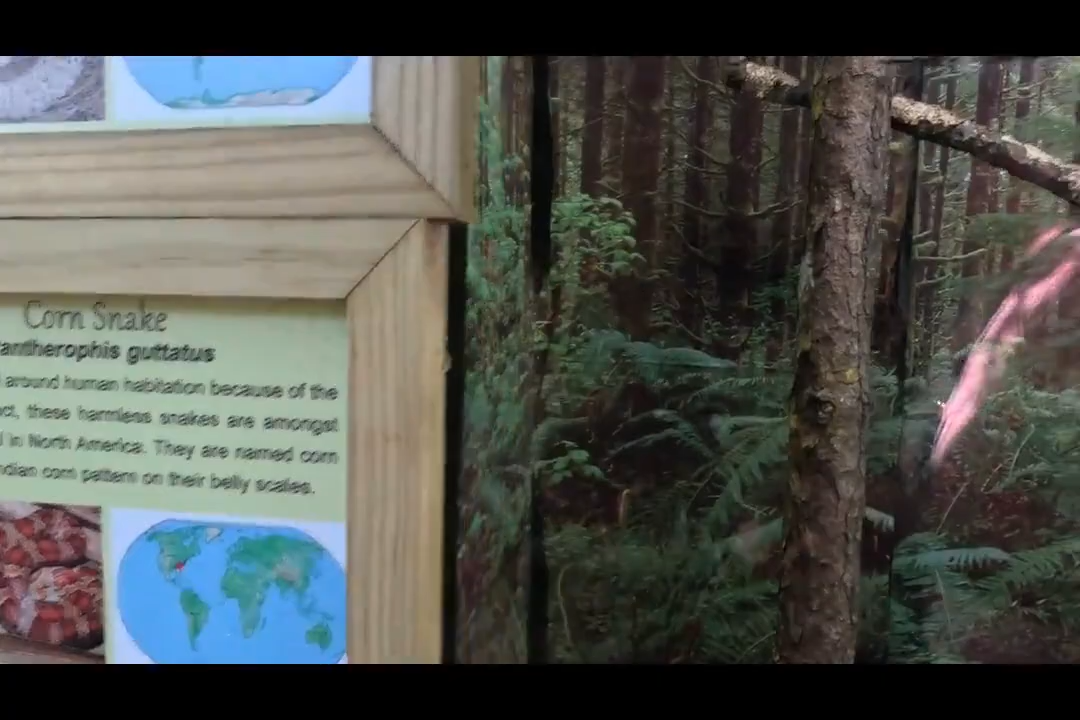 Corn Snake
antherophis guttatus
around human habitation because of the
ct, these harmless snakes are amongst
in North America. They are named corn
ndian corn pattern on their belly scales.